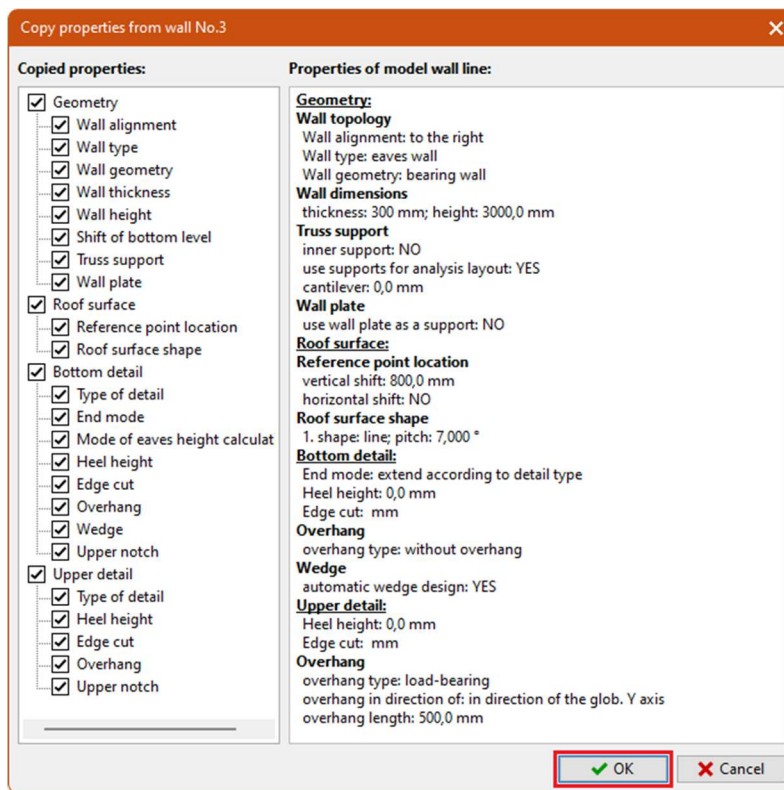 Copy properties from wall No.3
Copied properties:
Geometry
Wall alignment
Wall type
Wall geometry
Wall thickness
Wall height
Shift of bottom level
Truss support
Wall plate
Roof surface
Reference point location
Roof surface shape
Bottom detail
Type of detail
End mode
Mode of eaves height calculat
Heel height
Edge cut
Overhang
Wedge
Upper notch
Upper detail
Type of detail
Heel height
Edge cut
Overhang
Upper notch
Properties of model wall line:
Geometry:
Wall topology
Wall alignment: to the right
Wall type: eaves wall
Wall geometry: bearing wall
Wall dimensions
thickness: 300 mm; height: 3000,0 mm
Truss support
inner support: NO
use supports for analysis layout: YES
cantilever: 0,0 mm
Wall plate
use wall plate as a support: NO
Roof surface:
Reference point location
vertical shift: 800,0 mm
horizontal shift: NO
Roof surface shape
1. shape: line; pitch: 7,000 °
Bottom detail:
End mode: extend according to detail type
Heel height: 0,0 mm
Edge cut:  mm
Overhang
overhang type: without overhang
Wedge
automatic wedge design: YES
Upper detail:
Heel height: 0,0 mm
Edge cut:  mm
Overhang
overhang type: load-bearing
overhang in direction of: in direction of the glob. Y axis
overhang length: 500,0 mm
OK
Cancel